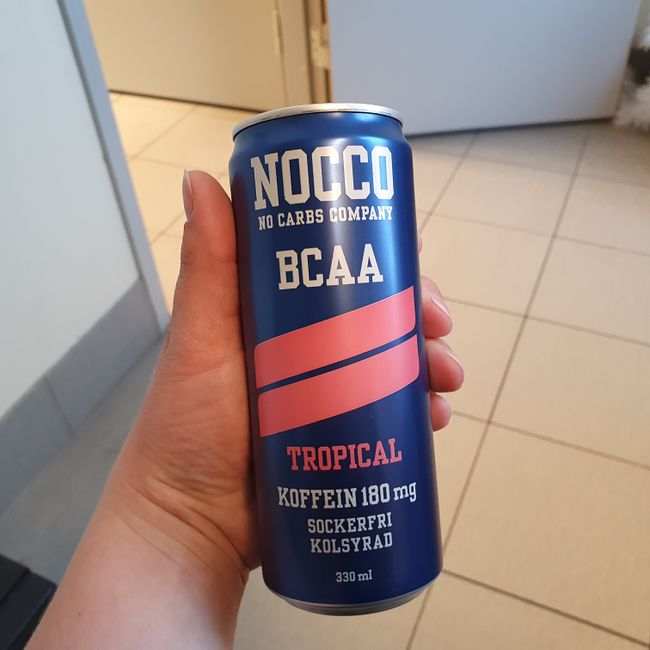 NOCCO
NO CARBS COMPANY
BCAA
TROPICAL
KOFFEIN 180 mg
SOCKERFRI
KOLSYRAD
330 ml